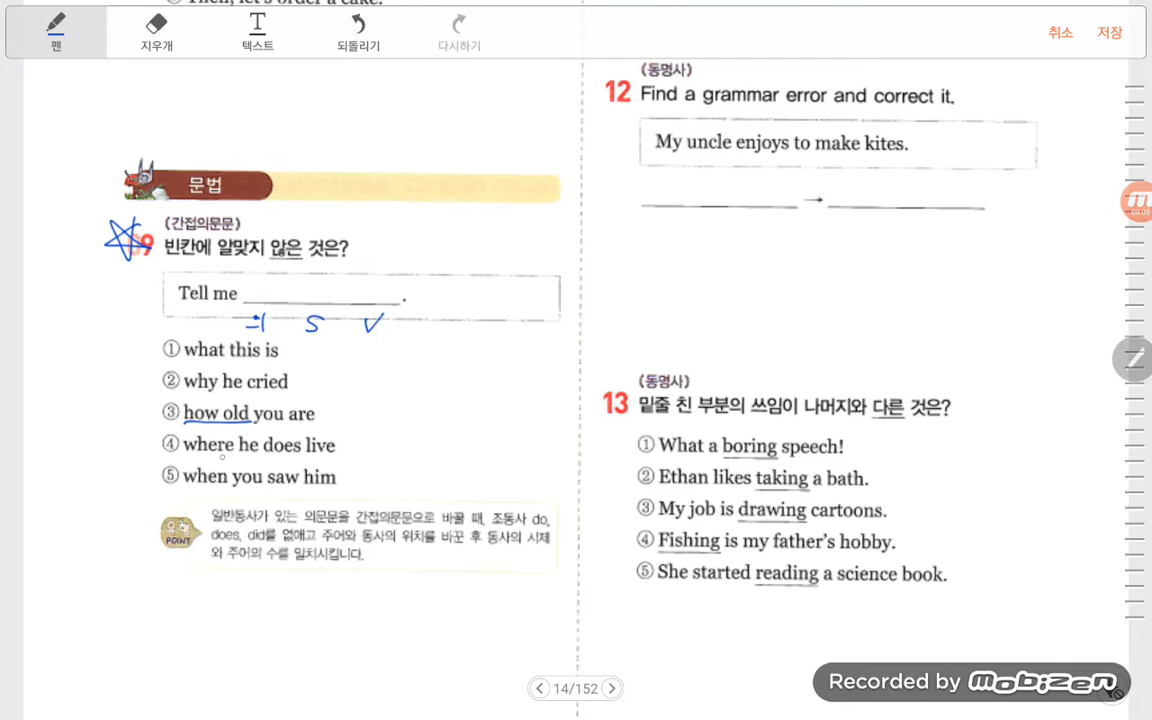 펜
지우개
T
텍스트
되돌리기
다시하기
취소
저장
문법
(간접의문문)
9 빈칸에 알맞지 않은 것은?
Tell me ____________.
S V
① what this is
② why he cried
③ how old you are
④ where he does live
⑤ when you saw him
POINT
일반동사가 있는 의문문을 간접의문문으로 바꿀 때, 조동사 do,
does, did를 없애고 주어와 동사의 위치를 바꾼 후 동사의 시제
와 주어의 수를 일치시킵니다.
(동명사)
12 Find a grammar error and correct it.
My uncle enjoys to make kites.
____________ → ____________
(동명사)
13 밑줄 친 부분의 쓰임이 나머지와 다른 것은?
① What a boring speech!
② Ethan likes taking a bath.
③ My job is drawing cartoons.
④ Fishing is my father's hobby.
⑤ She started reading a science book.
14/152
Recorded by mobizen